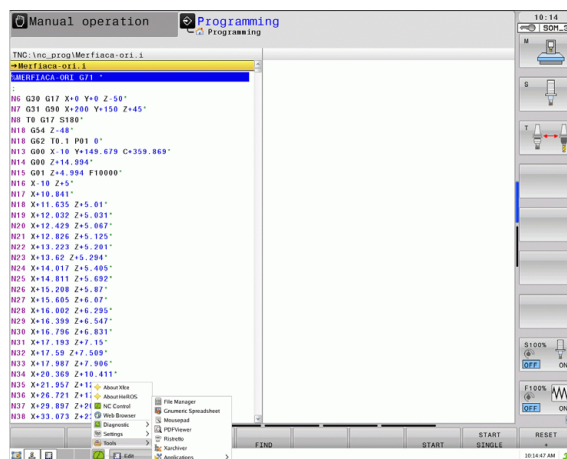 Manual operation
Programming
Programming
10:14
TNC:\nc_prog\Merfiaca-ori.i
→Merfiaca-ori.i
%MERFIACA-ORI G71 *
;
N6 G30 G17 X+0 Y+0 Z-50*
N7 G31 G90 X+200 Y+150 Z+45*
N8 T0 G17 S180*
N18 G54 Z-48*
N18 G62 T0.1 P01 0*
N13 G00 X-10 Y+149.679 C+359.869*
N14 G00 Z+14.994*
N15 G01 Z+4.994 F10000*
N16 X-10 Z+5*
N17 X+10.841*
N18 X+11.635 Z+5.01*
N19 X+12.032 Z+5.031*
N20 X+12.429 Z+5.067*
N21 X+12.826 Z+5.125*
N22 X+13.223 Z+5.201*
N23 X+13.62 Z+5.294*
N24 X+14.017 Z+5.405*
N25 X+14.811 Z+5.692*
N26 X+15.208 Z+5.87*
N27 X+15.605 Z+6.07*
N28 X+16.002 Z+6.295*
N29 X+16.399 Z+6.547*
N30 X+16.796 Z+6.831*
N31 X+17.193 Z+7.15*
N32 X+17.59 Z+7.509*
N33 X+17.987 Z+7.906*
N34 X+20.369 Z+10.411*
N35 X+21.957 Z+1
N36 X+26.721 Z+1
N37 X+29.897 Z+2
N38 X+33.073 Z+2
About Xfce
About HeROS
NC Control
Web Browser
Diagnostic
Settings
Tools
File Manager
Gnumeric Spreadsheet
Mousepad
PDFViewer
Ristretto
Xarchiver
Applications
Edit
FIND
START
START
SINGLE
RESET
+
M
S
T
S100%
OFF
ON
F100%
OFF
ON
10:14:47 AM